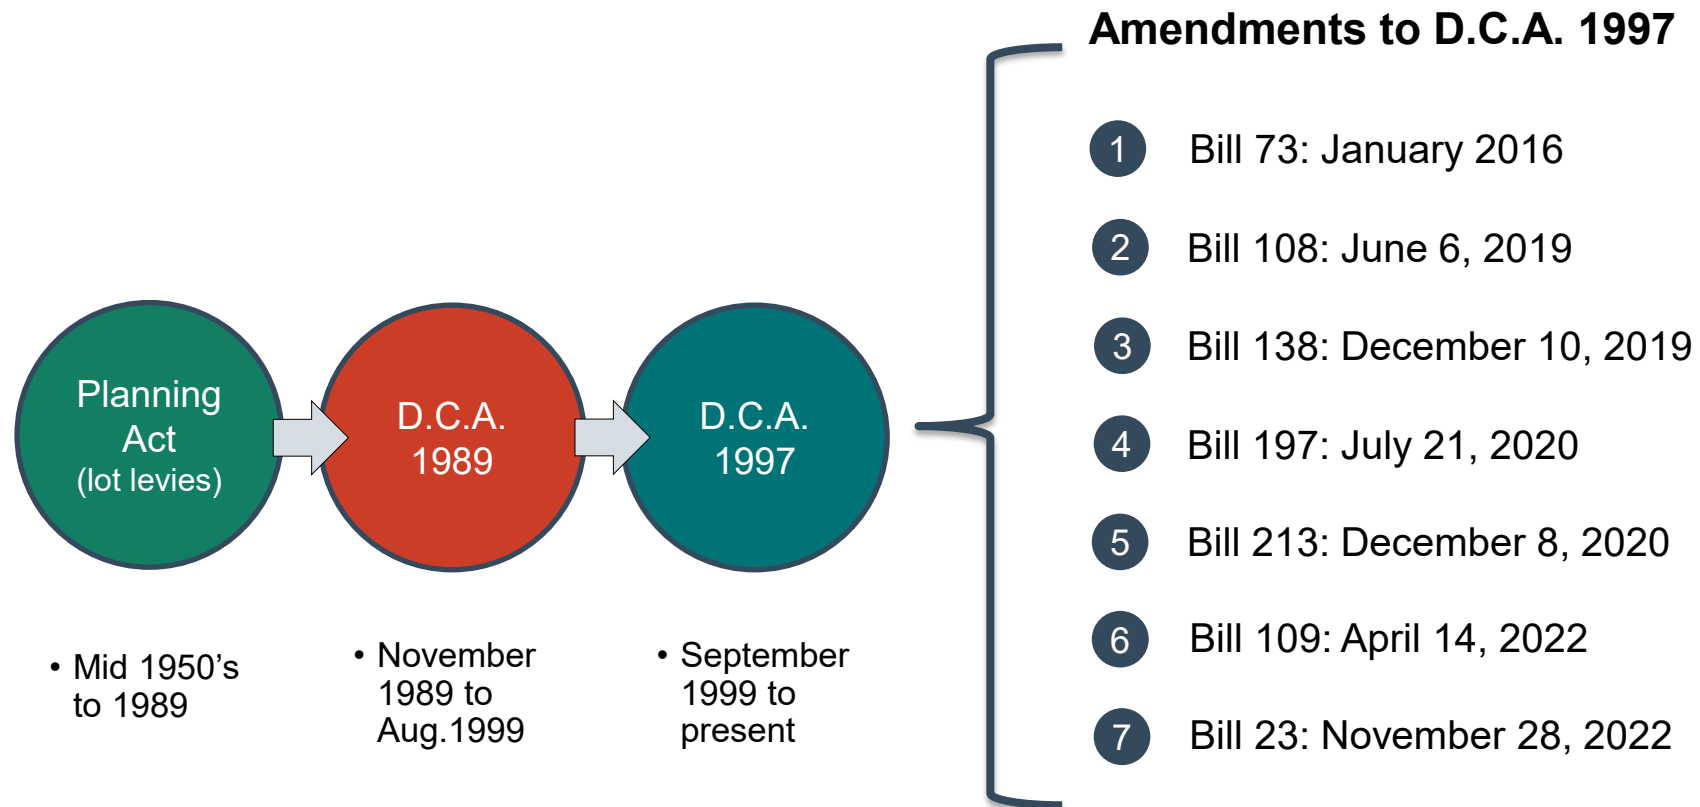 Amendments to D.C.A. 1997
1 Bill 73: January 2016
2 Bill 108: June 6, 2019
3 Bill 138: December 10, 2019
4 Bill 197: July 21, 2020
5 Bill 213: December 8, 2020
6 Bill 109: April 14, 2022
7 Bill 23: November 28, 2022
Planning
Act
(lot levies)
D.C.A.
1989
D.C.A.
1997
• Mid 1950’s
to 1989
• November
1989 to
Aug.1999
• September
1999 to
present